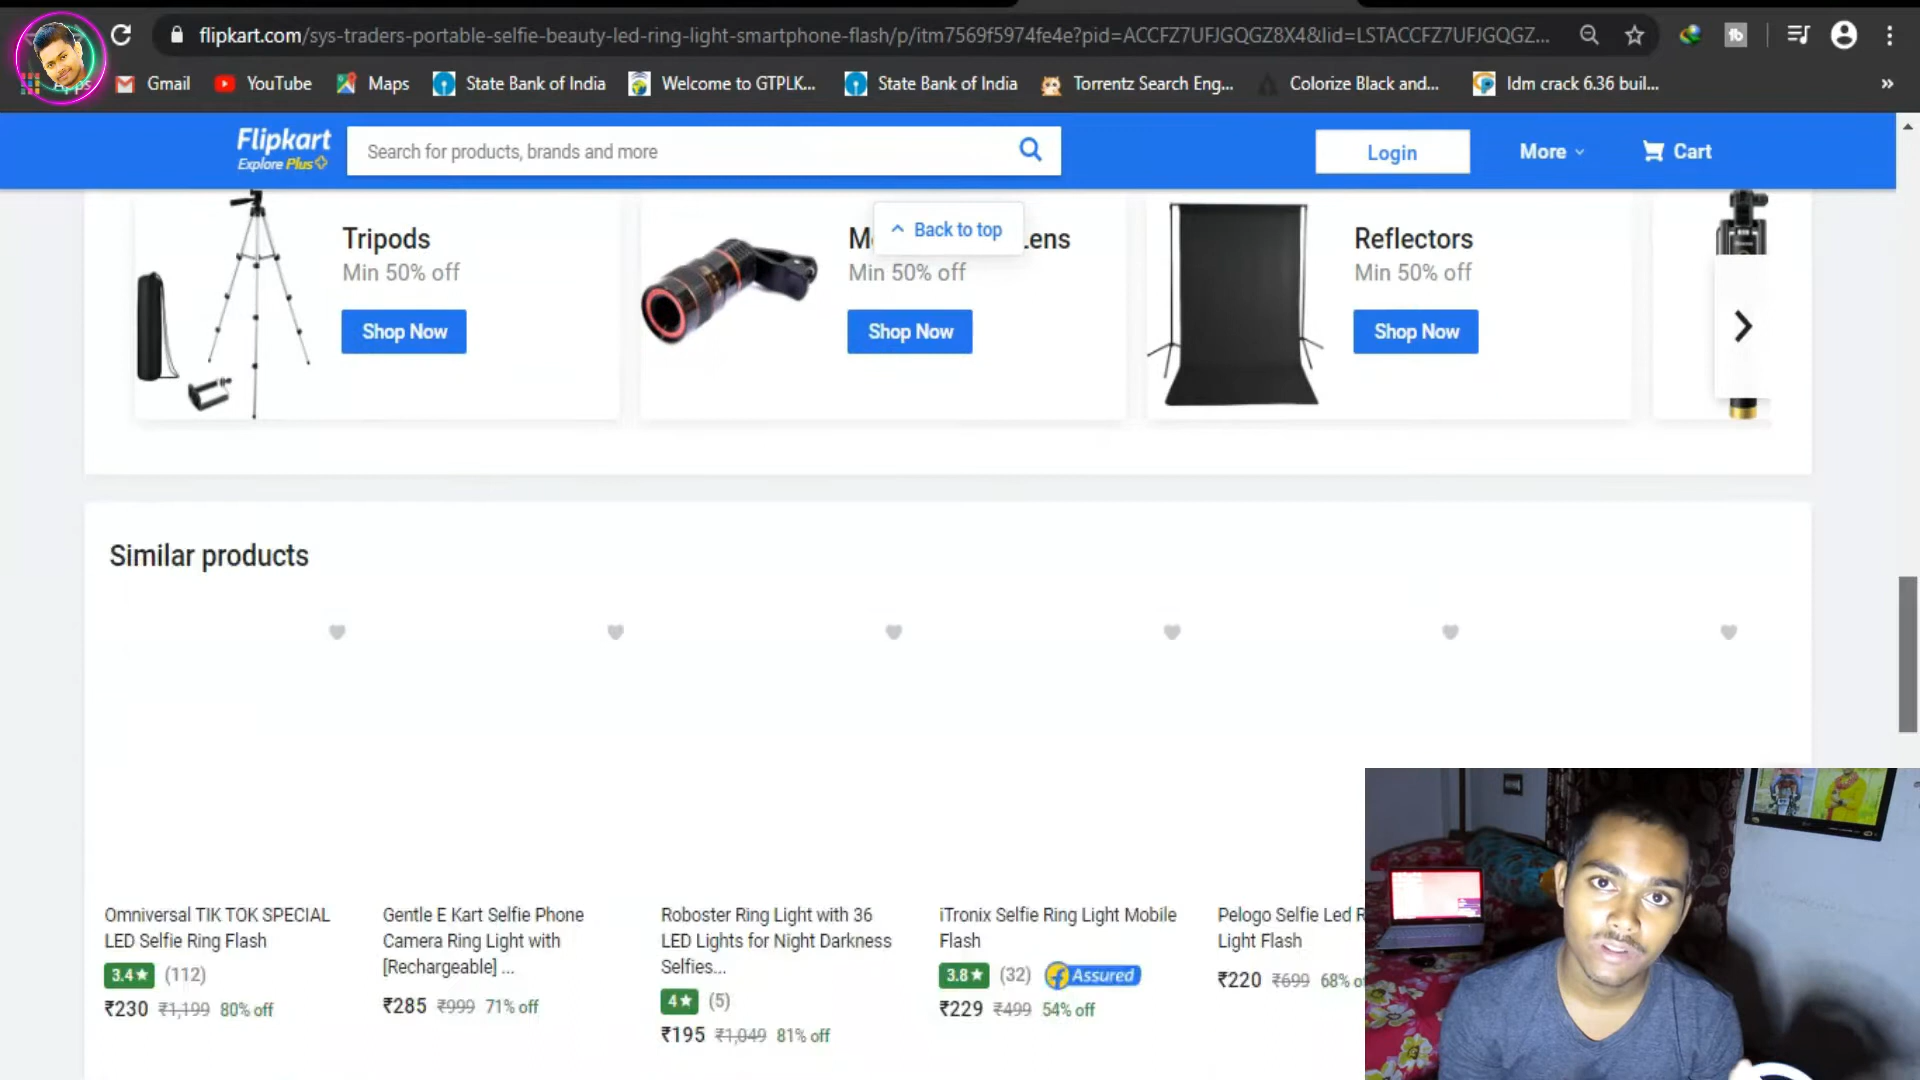 flipkart.com/sys-traders-portable-selfie-beauty-led-ring-light-smartphone-flash/p/itm7569f5974fe4e?pid=ACCFZ7UFJGQGZ8X4&lid=LSTACCFZ7UFJGQGZ...
Apps Gmail YouTube Maps State Bank of India Welcome to GTPLK... State Bank of India Torrentz Search Eng... Colorize Black and... Idm crack 6.36 buil... »
Flipkart
Explore Plus
Search for products, brands and more
Login
More
Cart
Back to top
Tripods
Min 50% off
Shop Now
Min 50% off
Shop Now
Reflectors
Min 50% off
Shop Now
Similar products
Omniversal TIK TOK SPECIAL
LED Selfie Ring Flash
3.4★ (112)
₹230 ₹1,199 80% off
Gentle E Kart Selfie Phone
Camera Ring Light with
[Rechargeable] ...
₹285 ₹999 71% off
Roboster Ring Light with 36
LED Lights for Night Darkness
Selfies...
4★ (5)
₹195 ₹1,049 81% off
iTronix Selfie Ring Light Mobile
Flash
3.8★ (32) Assured
₹229 ₹499 54% off
Pelogo Selfie Led R
Light Flash
₹220 ₹699 68%